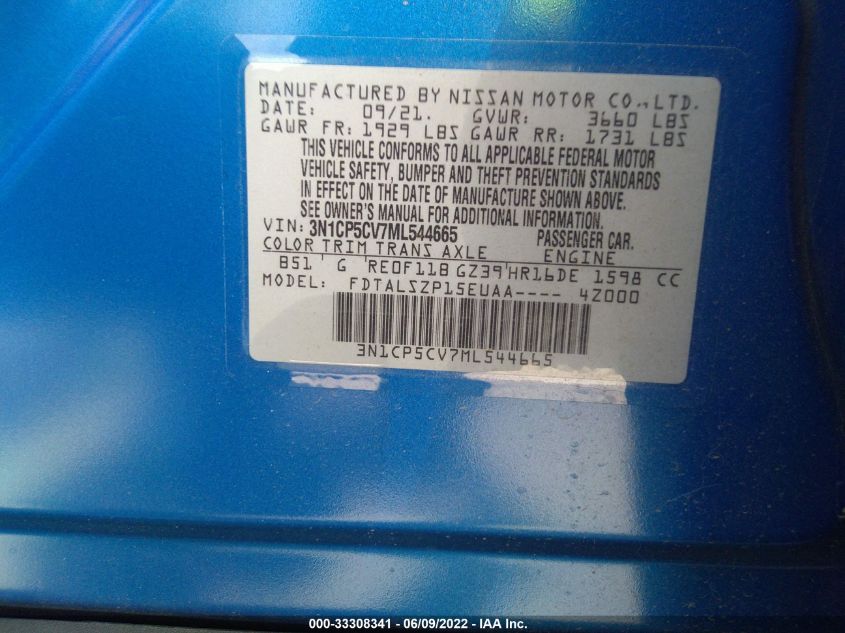 MANUFACTURED BY NISSAN MOTOR CO., LTD.
DATE: 09/21. GVWR: 3660 LBS
GAWR FR: 1929 LBS GAWR RR: 1731 LBS
THIS VEHICLE CONFORMS TO ALL APPLICABLE FEDERAL MOTOR
VEHICLE SAFETY, BUMPER AND THEFT PREVENTION STANDARDS
IN EFFECT ON THE DATE OF MANUFACTURE SHOWN ABOVE.
SEE OWNER'S MANUAL FOR ADDITIONAL INFORMATION.
VIN: 3N1CP5CV7ML544665 PASSENGER CAR.
COLOR TRIM TRANS AXLE ENGINE
B51 G RE0F11B GZ39 HR16DE 1598 CC
MODEL: FDTALSZP15EUAA---- 4Z000
3N1CP5CV7ML544665
000-33308341 - 06/09/2022 - IAA Inc.